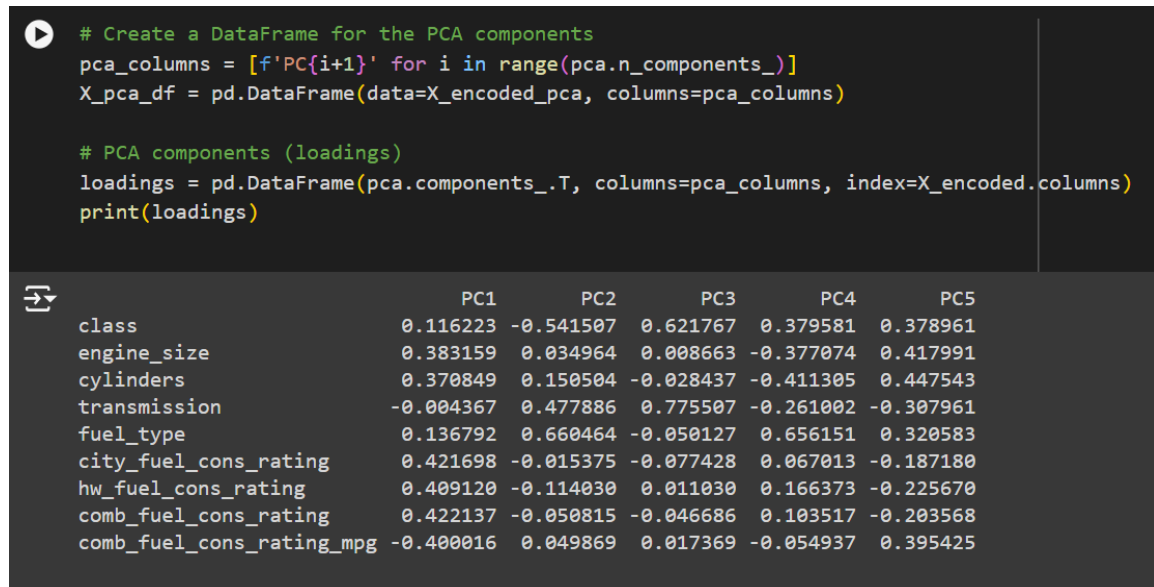 # Create a DataFrame for the PCA components
pca_columns = [f'PC{i+1}' for i in range(pca.n_components_)]
X_pca_df = pd.DataFrame(data=X_encoded_pca, columns=pca_columns)
# PCA components (loadings)
loadings = pd.DataFrame(pca.components_.T, columns=pca_columns, index=X_encoded.columns)
print(loadings)
PC1 PC2 PC3 PC4 PC5
class 0.116223 -0.541507 0.621767 0.379581 0.378961
engine_size 0.383159 0.034964 0.008663 -0.377074 0.417991
cylinders 0.370849 0.150504 -0.028437 -0.411305 0.447543
transmission -0.004367 0.477886 0.775507 -0.261002 -0.307961
fuel_type 0.136792 0.660464 -0.050127 0.656151 0.320583
city_fuel_cons_rating 0.421698 -0.015375 -0.077428 0.067013 -0.187180
hw_fuel_cons_rating 0.409120 -0.114030 0.011030 0.166373 -0.225670
comb_fuel_cons_rating 0.422137 -0.050815 -0.046686 0.103517 -0.203568
comb_fuel_cons_rating_mpg -0.400016 0.049869 0.017369 -0.054937 0.395425